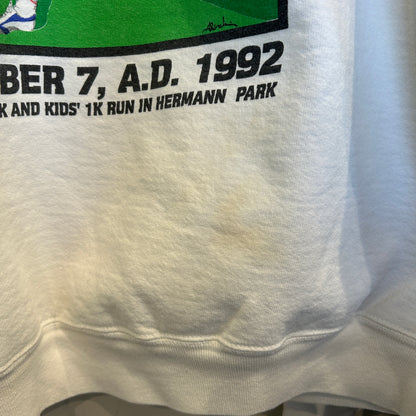 BER 7, A.D. 1992
K AND KIDS' 1K RUN IN HERMANN PARK